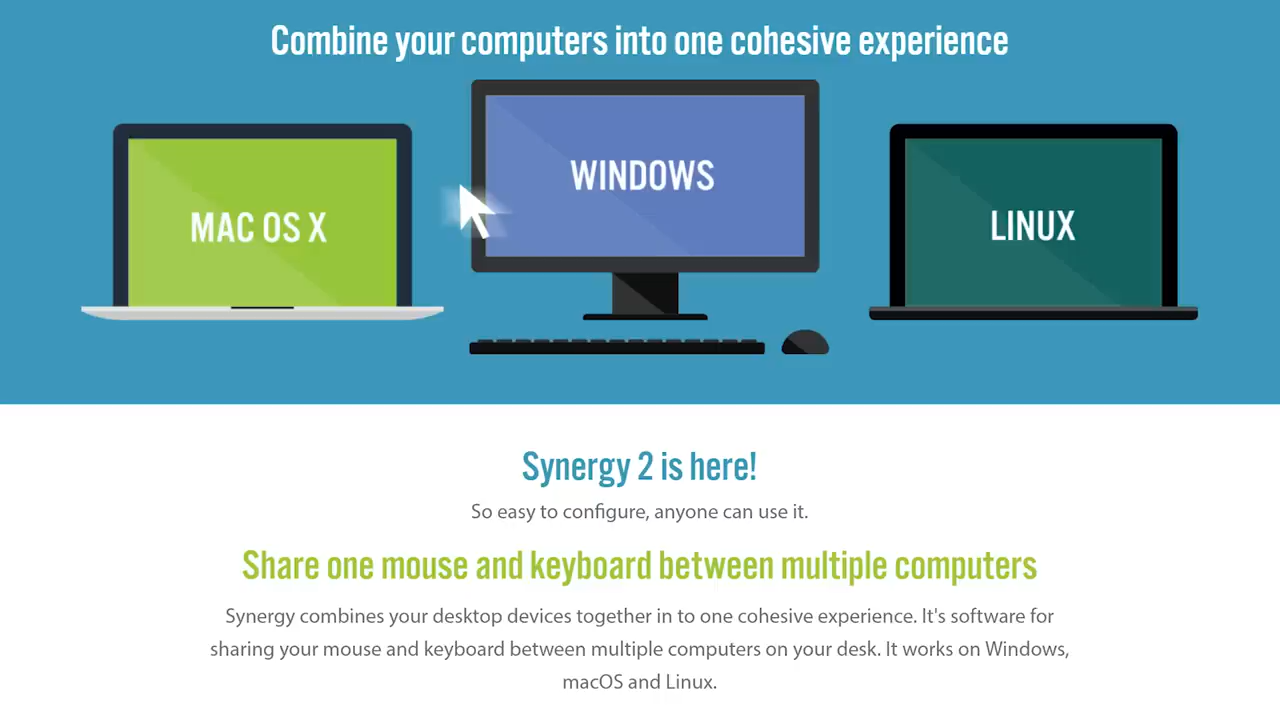 Combine your computers into one cohesive experience
MAC OS X
WINDOWS
LINUX
Synergy 2 is here!
So easy to configure, anyone can use it.
Share one mouse and keyboard between multiple computers
Synergy combines your desktop devices together in to one cohesive experience. It's software for
sharing your mouse and keyboard between multiple computers on your desk. It works on Windows,
macOS and Linux.